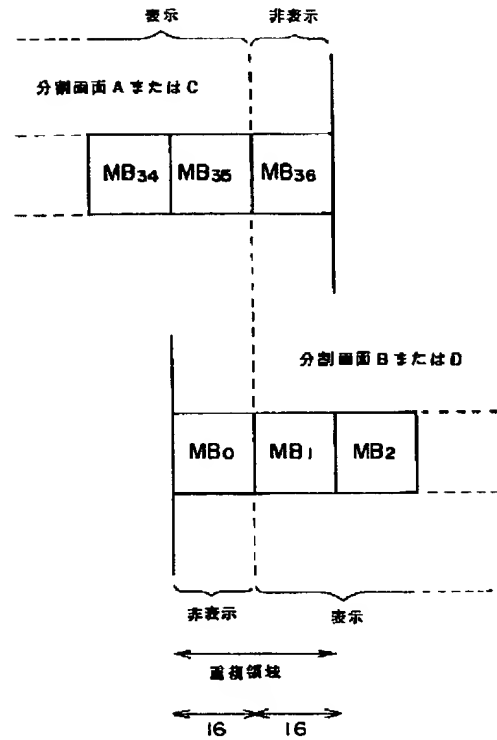 表示 非表示
分割画面AまたはC
MB34 MB35 MB36
分割画面BまたはD
MB0 MB1 MB2
非表示 表示
重複領域
16 16